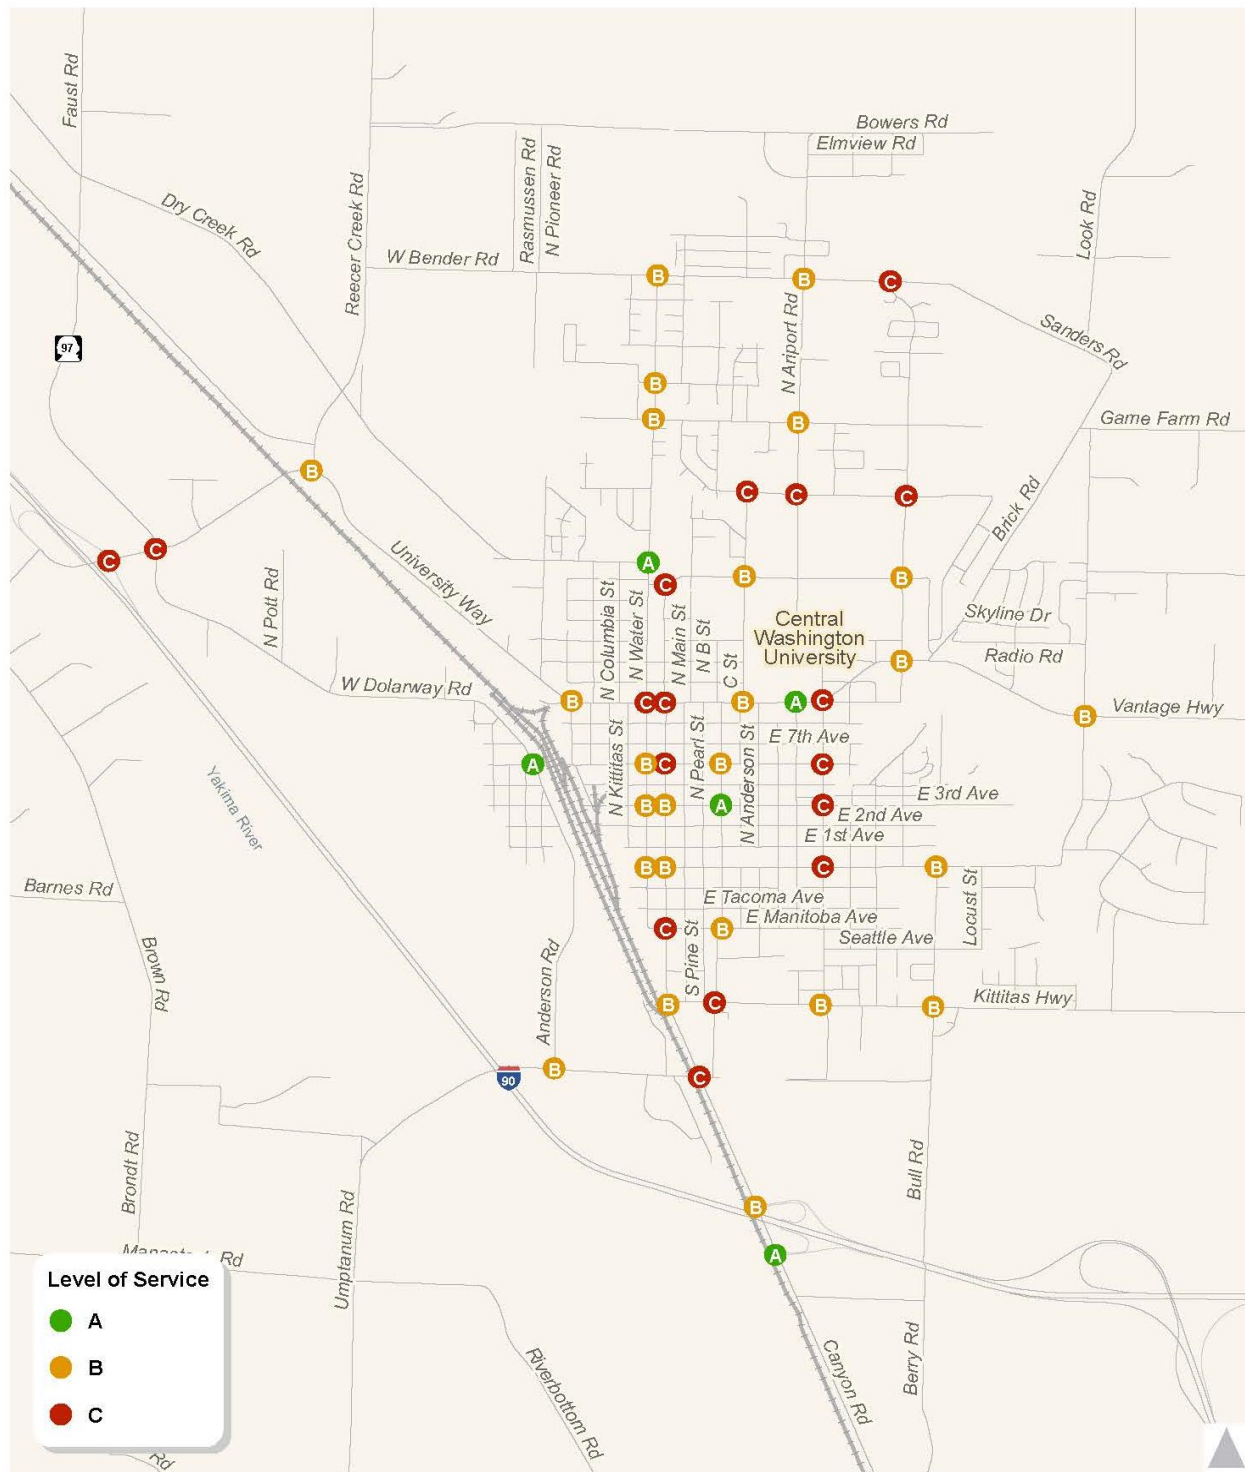 Faust Rd
Bowers Rd
Elmview Rd
Rasmussen Rd
N Pioneer Rd
Reecer Creek Rd
Dry Creek Rd
Look Rd
W Bender Rd
B
B
C
N Ariport Rd
Sanders Rd
97
B
B
B
Game Farm Rd
B
C
C
C
Brick Rd
C
C
University Way
A
C
B
B
N Pott Rd
N Columbia St
N Water St
N Main St
N B St
C St
Central
Washington
University
Skyline Dr
Radio Rd
B
W Dolarway Rd
B
C
C
B
A
C
Vantage Hwy
B
N Kittitas St
N Pearl St
N Anderson St
E 7th Ave
A
B
C
B
C
Yakima River
B
B
A
C
E 3rd Ave
E 2nd Ave
E 1st Ave
B
B
C
B
Locust St
Barnes Rd
E Tacoma Ave
E Manitoba Ave
C
B
Seattle Ave
Brown Rd
Anderson Rd
S Pine St
B
C
B
B
Kittitas Hwy
B
90
C
Brondt Rd
Bull Rd
Umptanum Rd
B
A
Rd
Level of Service
A
B
C
Riverbottom Rd
Canyon Rd
Berry Rd
Rd